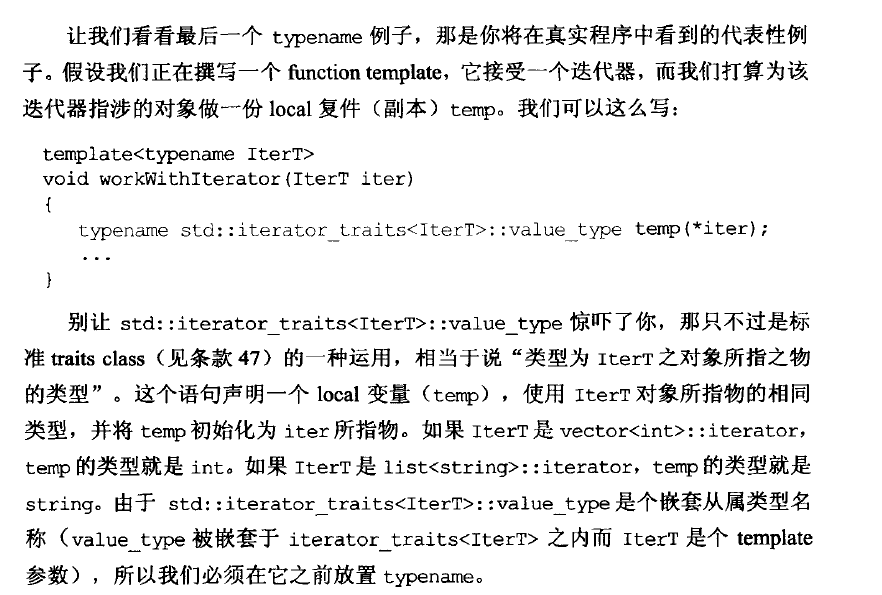 让我们看看最后一个 typename 例子，那是你将在真实程序中看到的代表性例
子。假设我们正在撰写一个 function template，它接受一个迭代器，而我们打算为该
迭代器指涉的对象做一份 local 复件（副本）temp。我们可以这么写：
template<typename IterT>
void workWithIterator(IterT iter)
{
typename std::iterator_traits<IterT>::value_type temp(*iter);
...
}
别让 std::iterator_traits<IterT>::value_type 惊吓了你，那只不过是标
准 traits class（见条款 47）的一种运用，相当于说“类型为 IterT 之对象所指之物
的类型”。这个语句声明一个 local 变量（temp），使用 IterT 对象所指物的相同
类型，并将 temp 初始化为 iter 所指物。如果 IterT 是 vector<int>::iterator，
temp 的类型就是 int。如果 IterT 是 list<string>::iterator，temp 的类型就是
string。由于 std::iterator_traits<IterT>::value_type 是个嵌套从属类型名
称（value_type 被嵌套于 iterator_traits<IterT> 之内而 IterT 是个 template
参数），所以我们必须在它之前放置 typename。